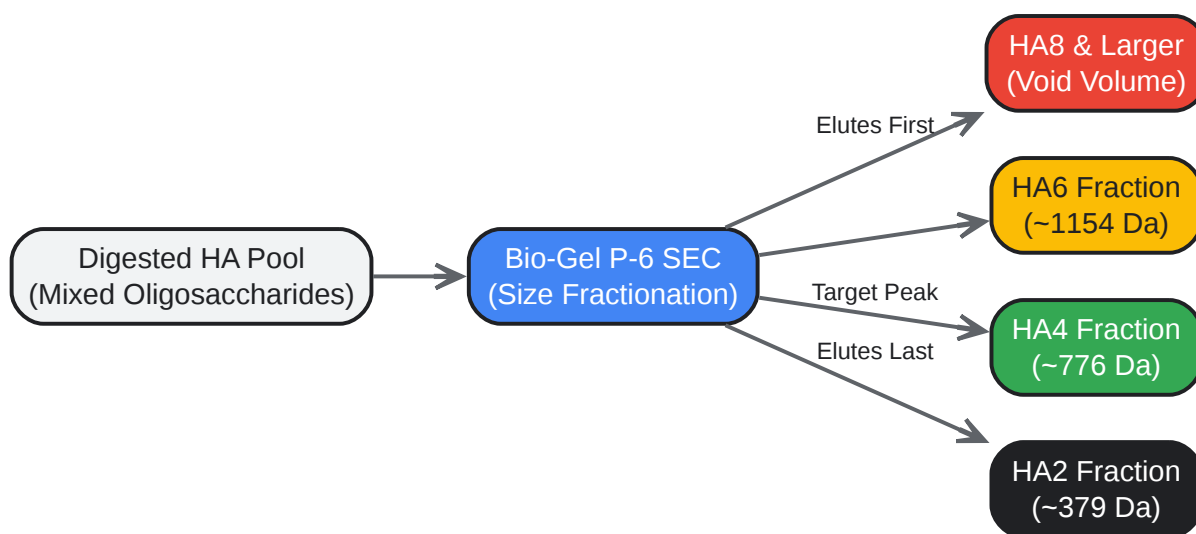 Digested HA Pool
(Mixed Oligosaccharides)
Bio-Gel P-6 SEC
(Size Fractionation)
Elutes First
Target Peak
Elutes Last
HA8 & Larger
(Void Volume)
HA6 Fraction
(~1154 Da)
HA4 Fraction
(~776 Da)
HA2 Fraction
(~379 Da)